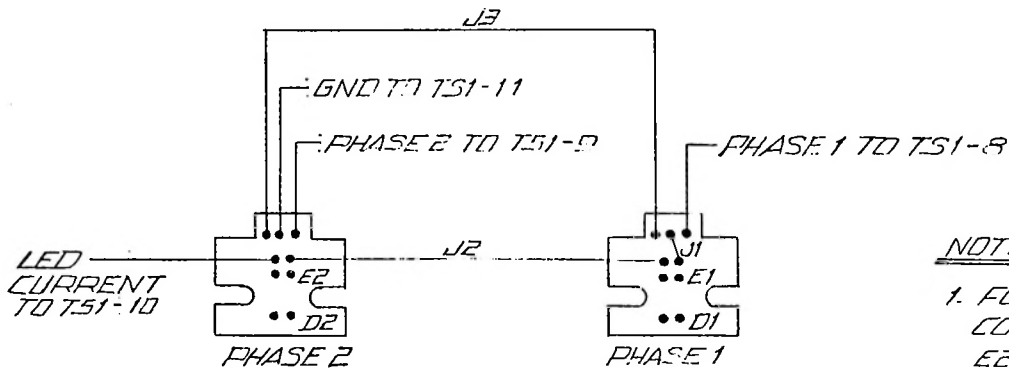 J3
GND TO TS1-11
PHASE 2 TO TS1-9
PHASE 1 TO TS1-8
LED
CURRENT
TO TS1-10
J2
J1
E2
E1
D2
D1
PHASE 2
PHASE 1
1.
E2